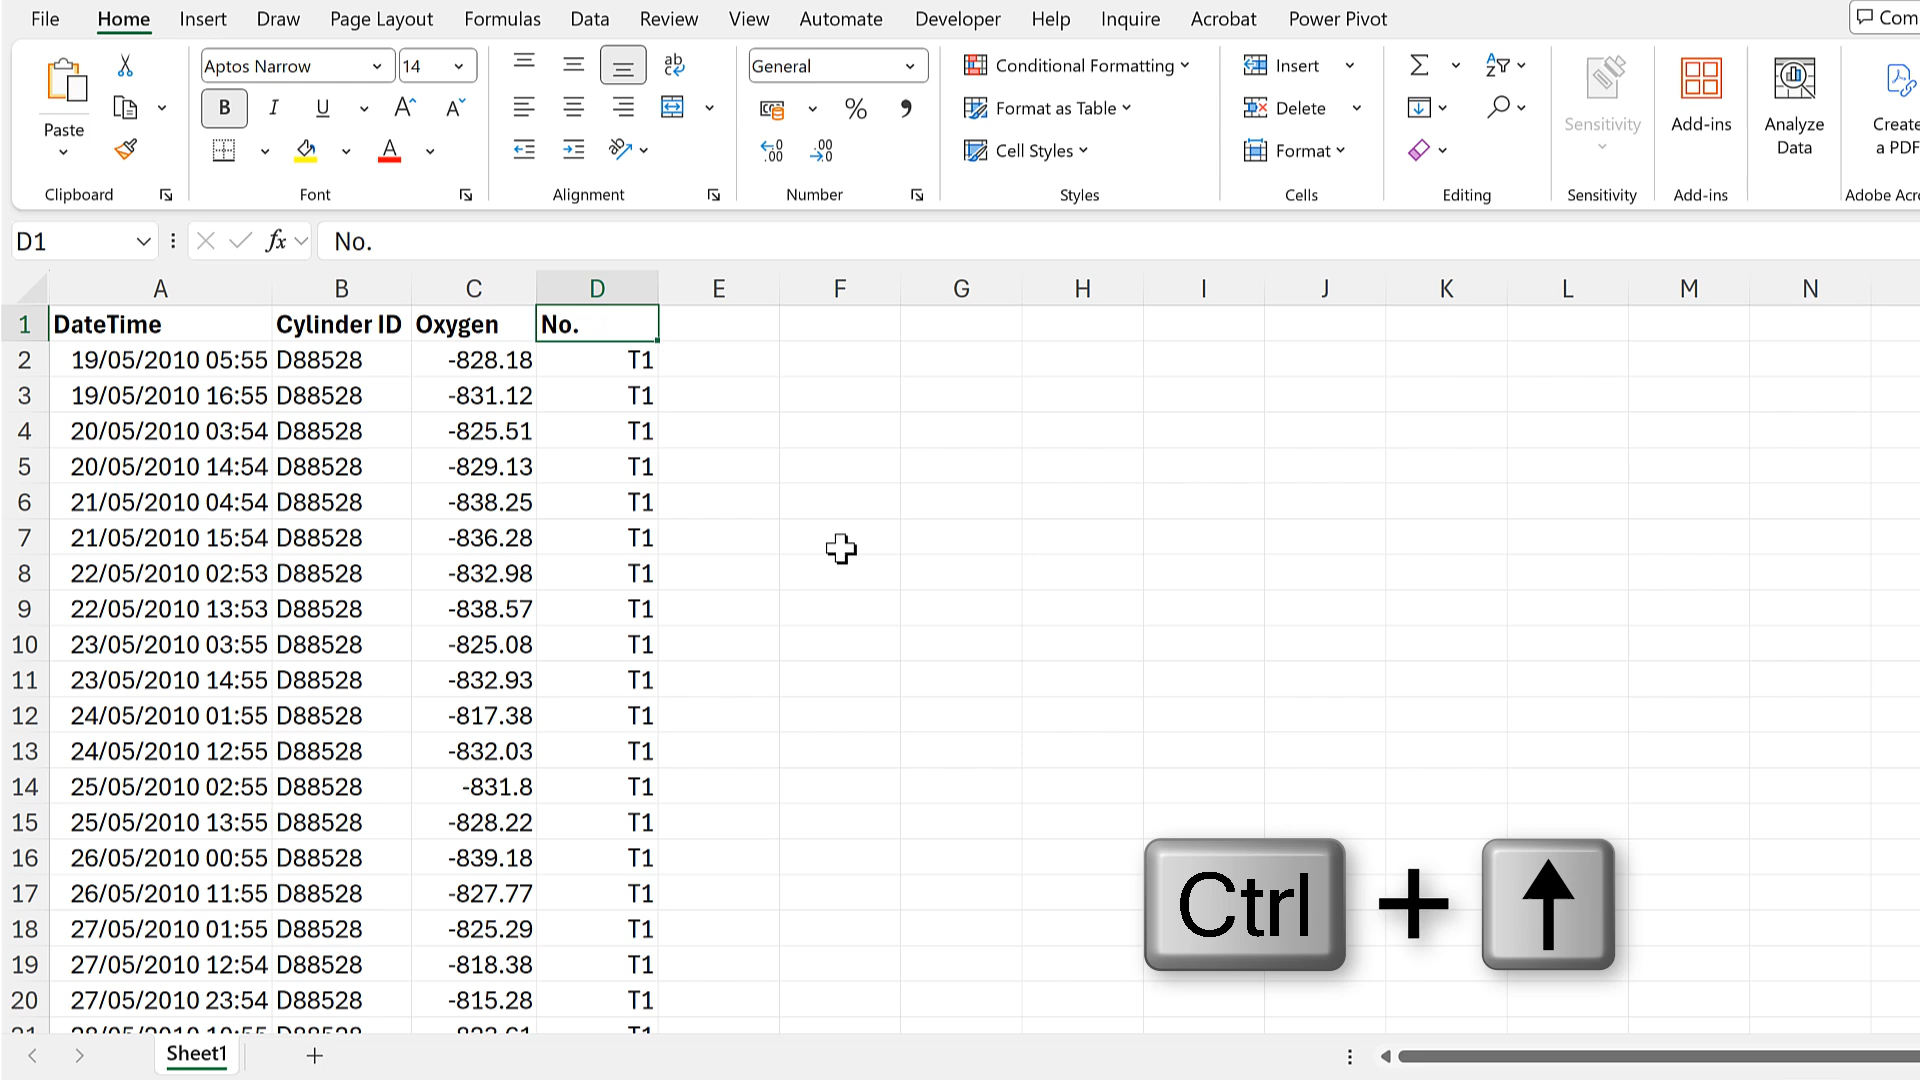 File Home Insert Draw Page Layout Formulas Data Review View Automate Developer Help Inquire Acrobat Power Pivot Com
Aptos Narrow 14 General Conditional Formatting Insert
Paste B I U A A % Format as Table Delete Sensitivity Add-ins Analyze Data Create a PDF
Cell Styles Format
Clipboard Font Alignment Number Styles Cells Editing Sensitivity Add-ins Adobe Acro
D1 fx No.
A B C D E F G H I J K L M N
1 DateTime Cylinder ID Oxygen No.
2 19/05/2010 05:55 D88528 -828.18 T1
3 19/05/2010 16:55 D88528 -831.12 T1
4 20/05/2010 03:54 D88528 -825.51 T1
5 20/05/2010 14:54 D88528 -829.13 T1
6 21/05/2010 04:54 D88528 -838.25 T1
7 21/05/2010 15:54 D88528 -836.28 T1
8 22/05/2010 02:53 D88528 -832.98 T1
9 22/05/2010 13:53 D88528 -838.57 T1
10 23/05/2010 03:55 D88528 -825.08 T1
11 23/05/2010 14:55 D88528 -832.93 T1
12 24/05/2010 01:55 D88528 -817.38 T1
13 24/05/2010 12:55 D88528 -832.03 T1
14 25/05/2010 02:55 D88528 -831.8 T1
15 25/05/2010 13:55 D88528 -828.22 T1
16 26/05/2010 00:55 D88528 -839.18 T1
17 26/05/2010 11:55 D88528 -827.77 T1
18 27/05/2010 01:55 D88528 -825.29 T1
19 27/05/2010 12:54 D88528 -818.38 T1
20 27/05/2010 23:54 D88528 -815.28 T1
Ctrl + ↑
Sheet1